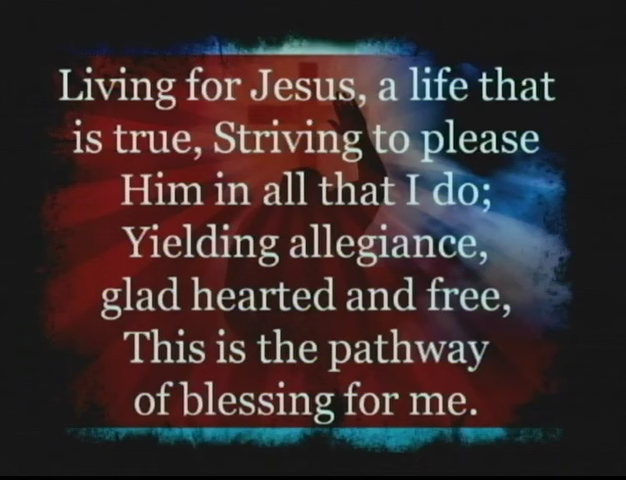 Living for Jesus, a life that
is true, Striving to please
Him in all that I do;
Yielding allegiance,
glad hearted and free,
This is the pathway
of blessing for me.